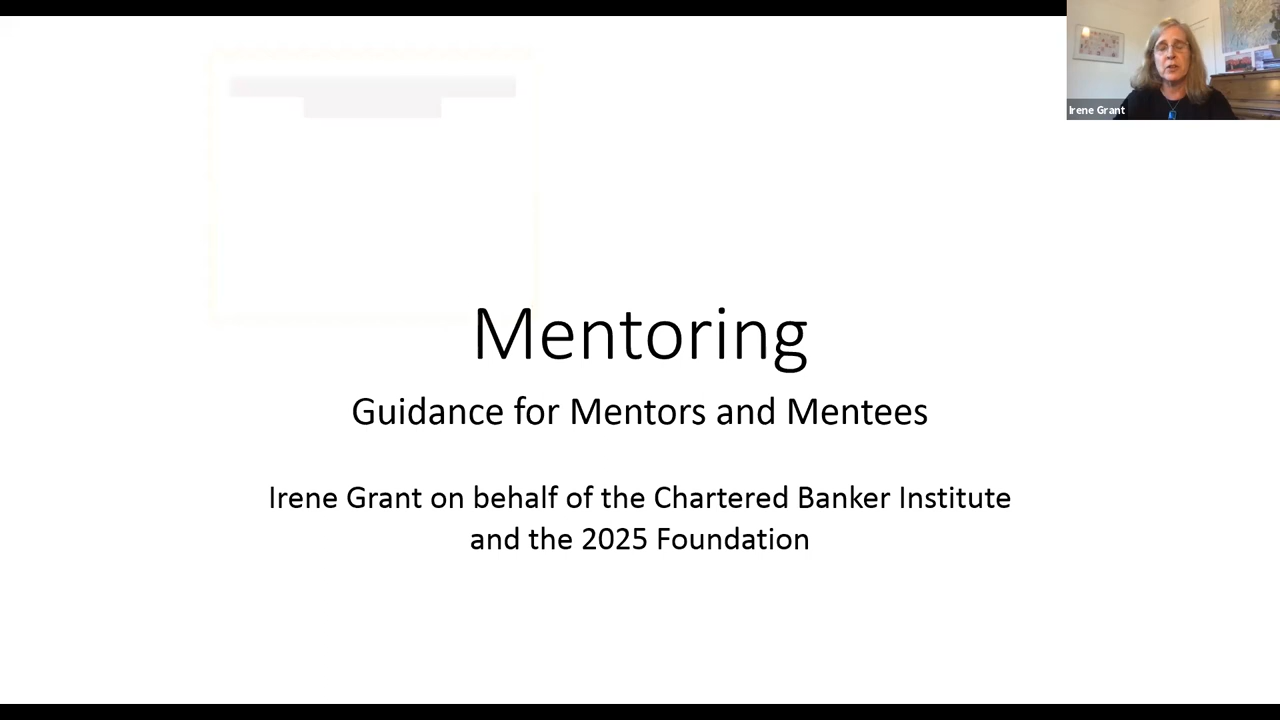 Irene Grant
Mentoring
Guidance for Mentors and Mentees
Irene Grant on behalf of the Chartered Banker Institute
and the 2025 Foundation